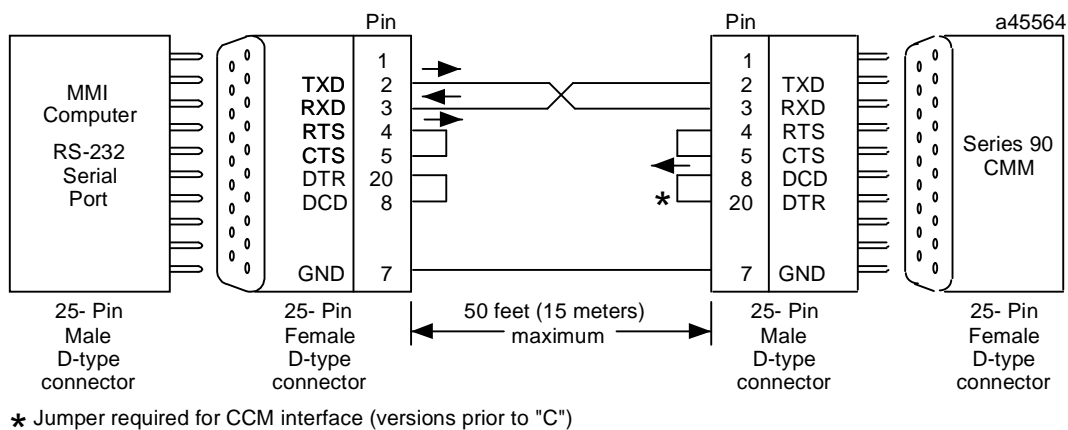 Pin
Pin
a45564
MMI
Computer
RS-232
Serial
Port
1
TXD 2
RXD 3
RTS 4
CTS 5
DTR 20
DCD 8
GND 7
1
2 TXD
3 RXD
4 RTS
5 CTS
8 DCD
* 20 DTR
7 GND
Series 90
CMM
25- Pin
Male
D-type
connector
25- Pin
Female
D-type
connector
50 feet (15 meters)
maximum
25- Pin
Male
D-type
connector
25- Pin
Female
D-type
connector
* Jumper required for CCM interface (versions prior to "C")